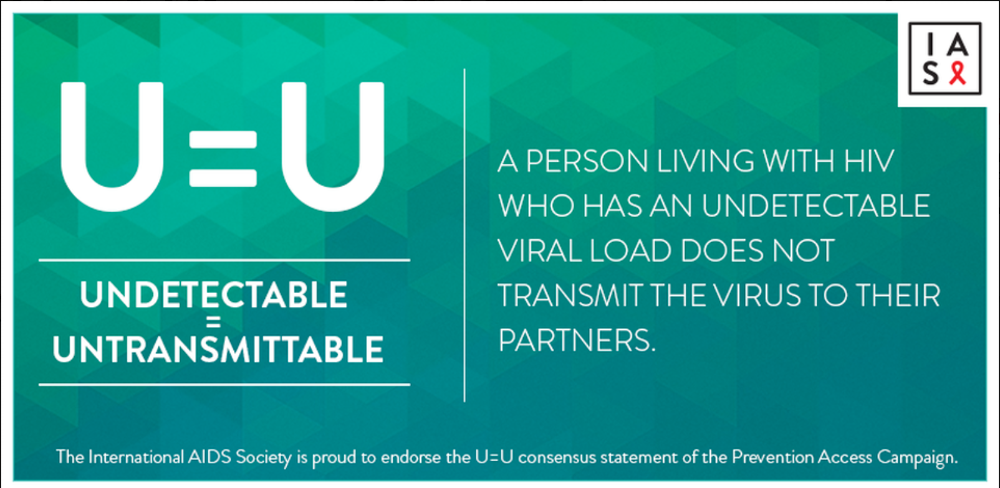 I A
S
U=U
UNDETECTABLE
=
UNTRANSMITTABLE
A PERSON LIVING WITH HIV
WHO HAS AN UNDETECTABLE
VIRAL LOAD DOES NOT
TRANSMIT THE VIRUS TO THEIR
PARTNERS.
The International AIDS Society is proud to endorse the U=U consensus statement of the Prevention Access Campaign.